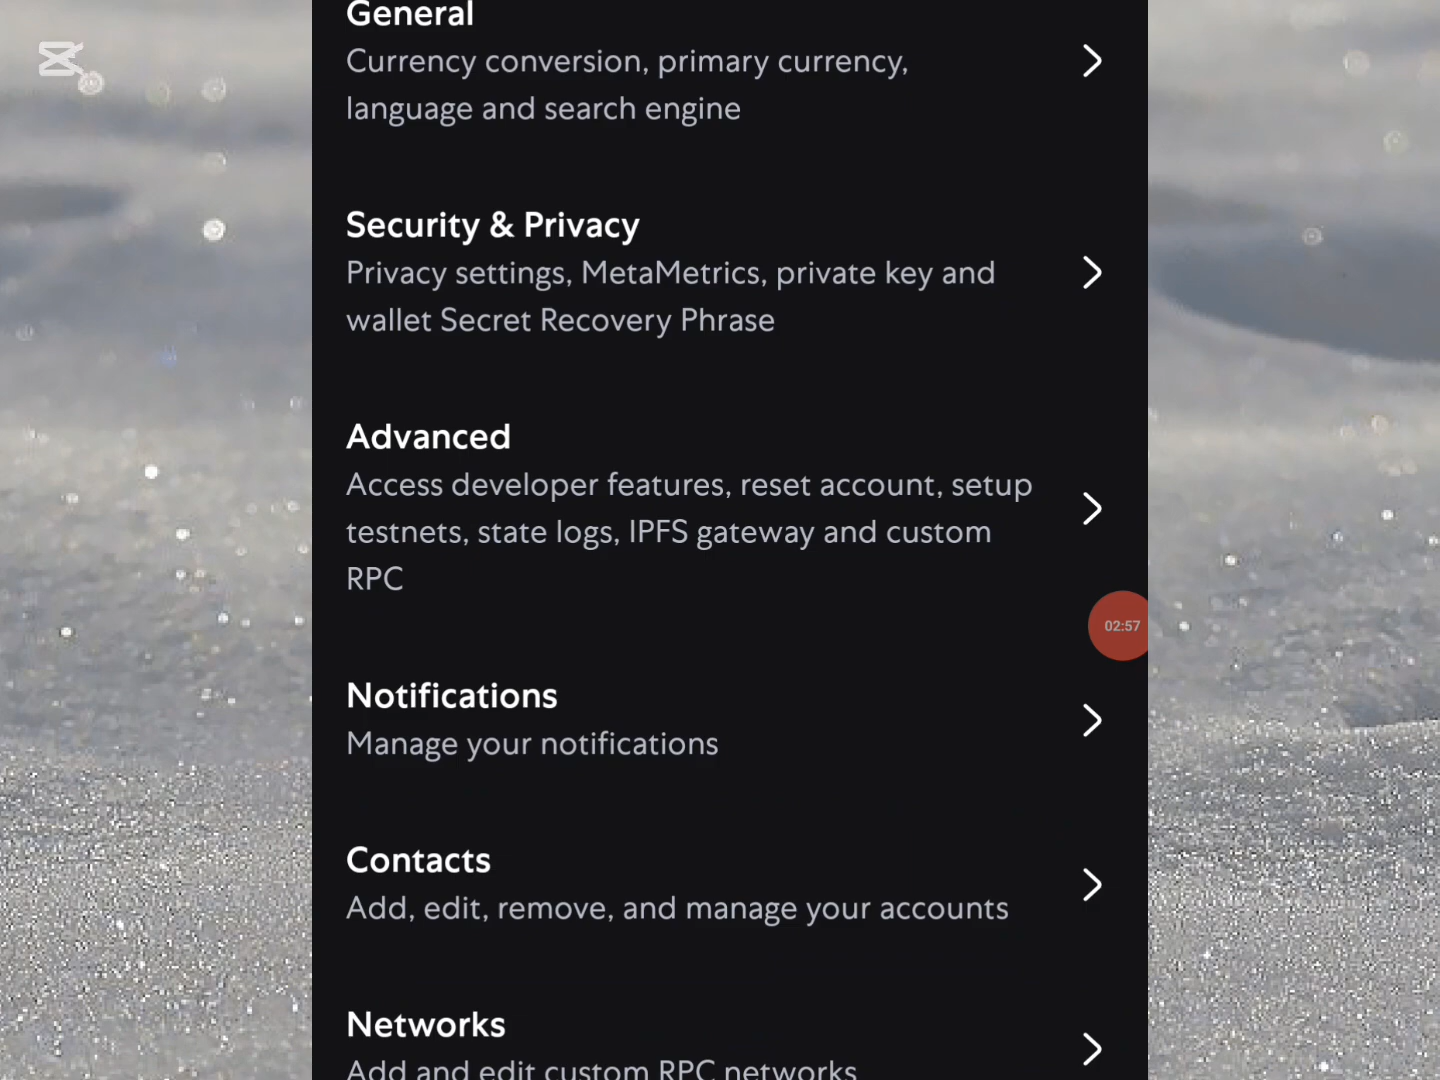 General
Currency conversion, primary currency,
language and search engine
Security & Privacy
Privacy settings, MetaMetrics, private key and
wallet Secret Recovery Phrase
Advanced
Access developer features, reset account, setup
testnets, state logs, IPFS gateway and custom
RPC
02:57
Notifications
Manage your notifications
Contacts
Add, edit, remove, and manage your accounts
Networks
Add and edit custom RPC networks